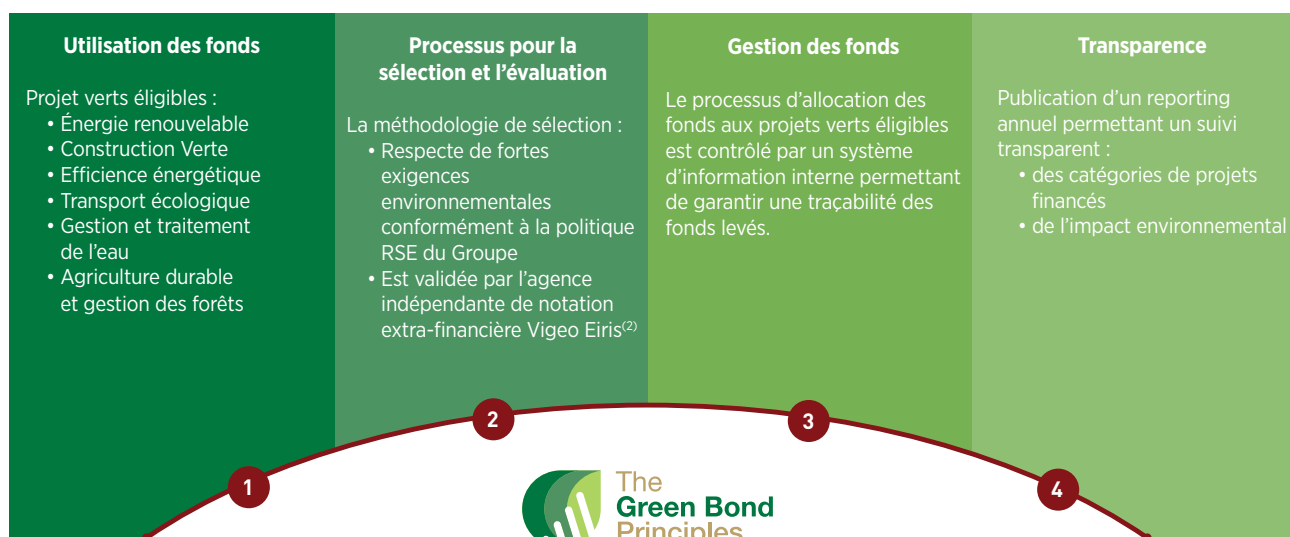 Utilisation des fonds
Projet verts éligibles :
• Énergie renouvelable
• Construction Verte
• Efficience énergétique
• Transport écologique
• Gestion et traitement
de l'eau
• Agriculture durable
et gestion des forêts
Processus pour la
sélection et l'évaluation
La méthodologie de sélection :
• Respecte de fortes
exigences
environnementales
conformément à la politique
RSE du Groupe
• Est validée par l'agence
indépendante de notation
extra-financière Vigeo Eiris(2)
Gestion des fonds
Le processus d'allocation des
fonds aux projets verts éligibles
est contrôlé par un système
d'information interne permettant
de garantir une traçabilité des
fonds levés.
Transparence
Publication d'un reporting
annuel permettant un suivi
transparent :
• des catégories de projets
financés
• de l'impact environnemental
1
2
3
4
The
Green Bond
Principles